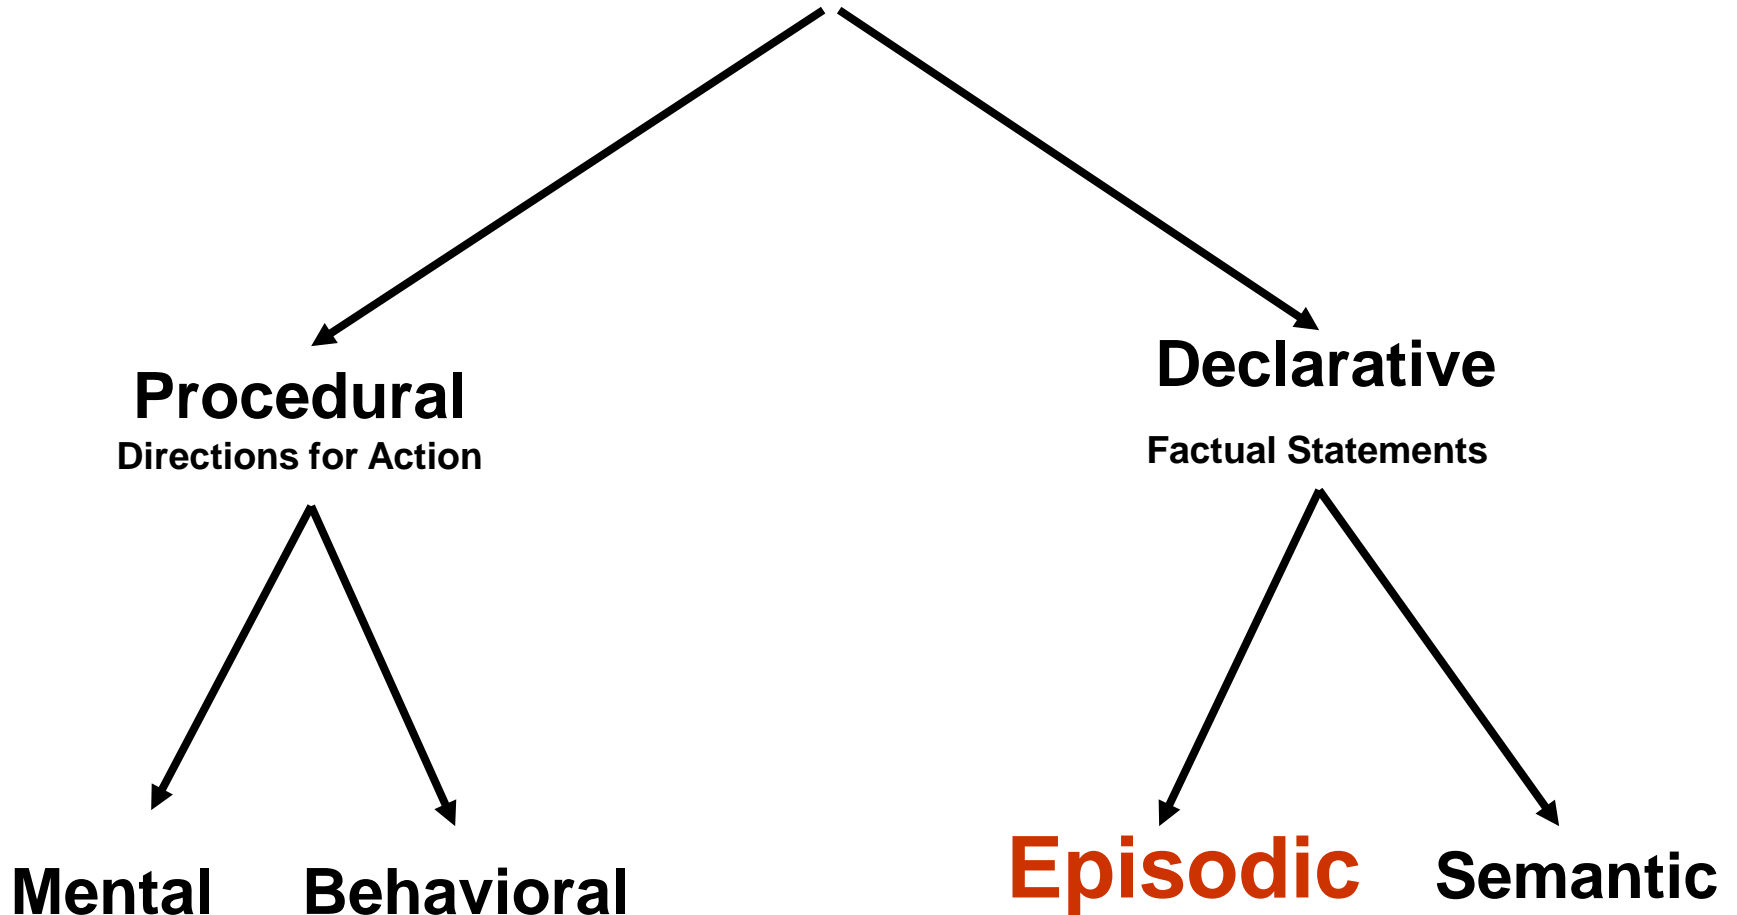 Procedural
Directions for Action
Declarative
Factual Statements
Mental
Behavioral
Episodic
Semantic